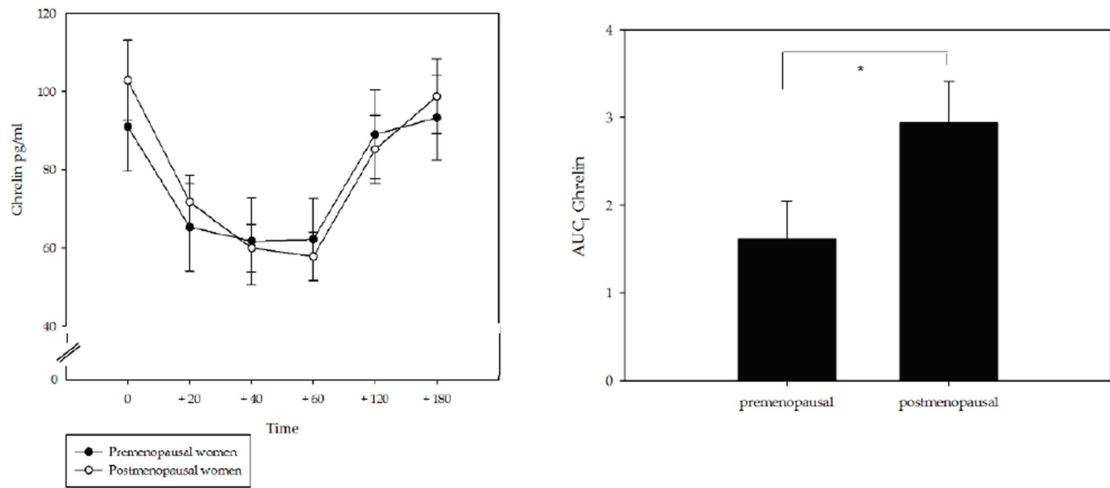 120
100
80
60
40
0
Ghrelin pg/ml
0
+20
+40
+60
+120
+180
Time
Premenopausal women
Postmenopausal women
4
3
2
1
0
AUCI Ghrelin
*
premenopausal
postmenopausal